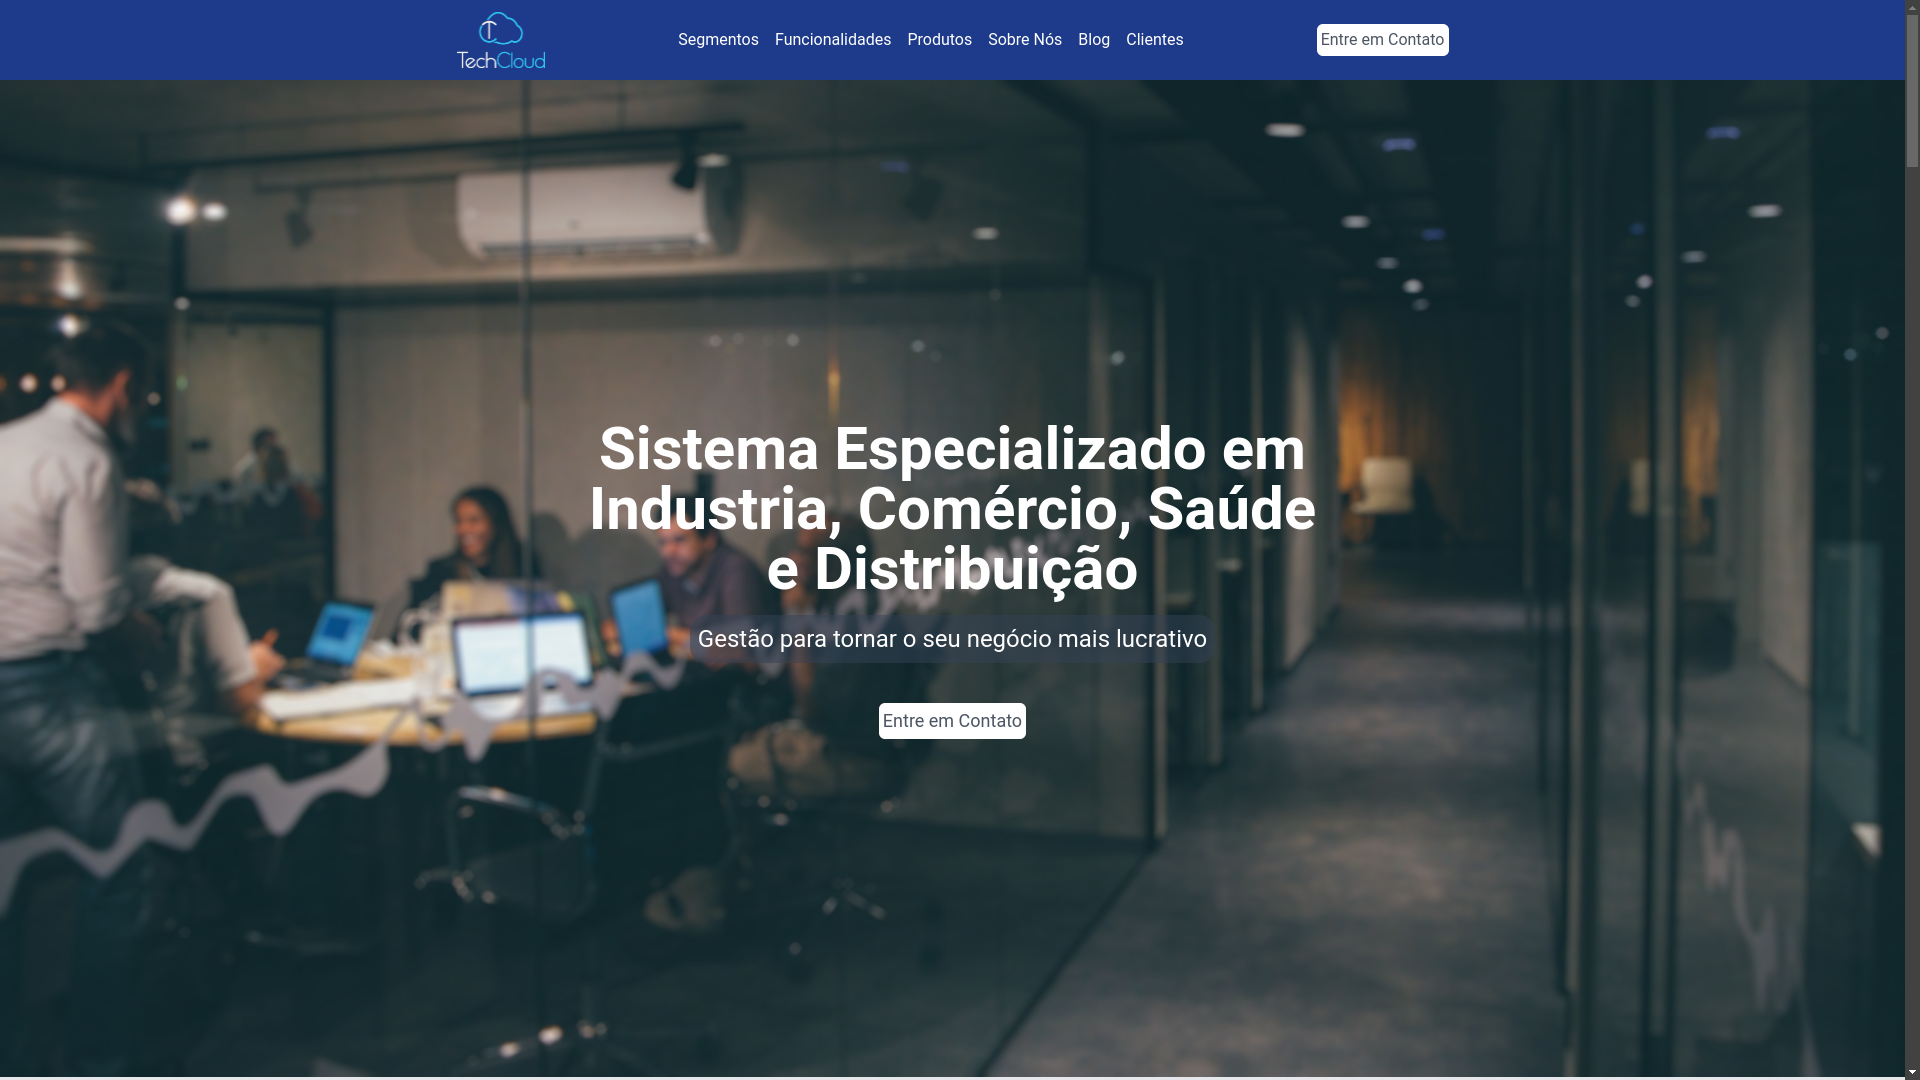 TechCloud
Segmentos
Funcionalidades
Produtos
Sobre Nós
Blog
Clientes
Entre em Contato
Sistema Especializado em
Industria, Comércio, Saúde
e Distribuição
Gestão para tornar o seu negócio mais lucrativo
Entre em Contato